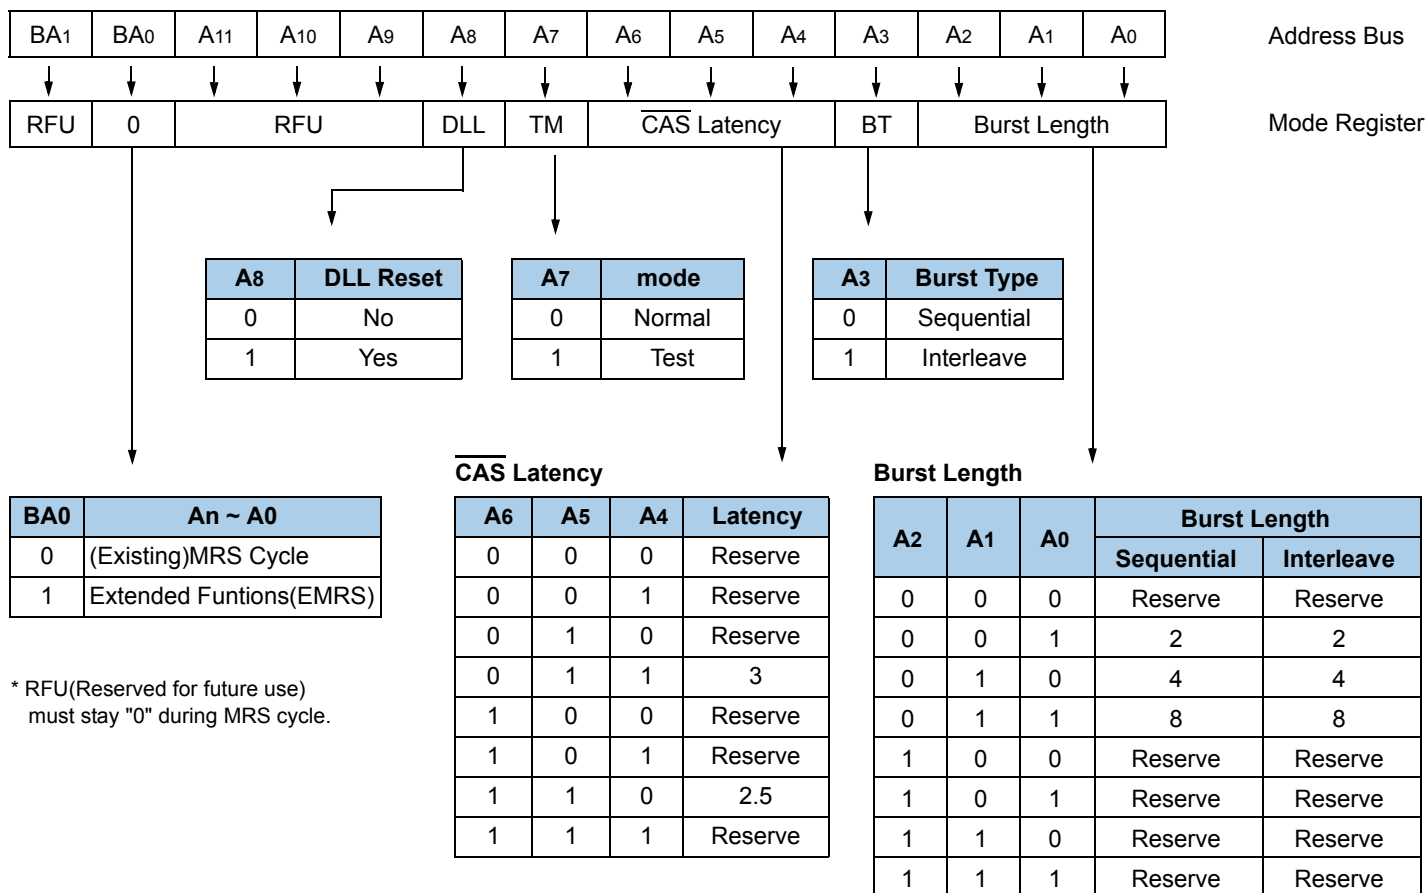 BA1 BA0 A11 A10 A9 A8 A7 A6 A5 A4 A3 A2 A1 A0 Address Bus
RFU 0 RFU DLL TM CAS Latency BT Burst Length Mode Register
A8 DLL Reset
0 No
1 Yes
A7 mode
0 Normal
1 Test
A3 Burst Type
0 Sequential
1 Interleave
BA0 An ~ A0
0 (Existing)MRS Cycle
1 Extended Funtions(EMRS)
* RFU(Reserved for future use)
must stay "0" during MRS cycle.
CAS Latency
A6 A5 A4 Latency
0 0 0 Reserve
0 0 1 Reserve
0 1 0 Reserve
0 1 1 3
1 0 0 Reserve
1 0 1 Reserve
1 1 0 2.5
1 1 1 Reserve
Burst Length
A2 A1 A0 Burst Length
Sequential Interleave
0 0 0 Reserve Reserve
0 0 1 2 2
0 1 0 4 4
0 1 1 8 8
1 0 0 Reserve Reserve
1 0 1 Reserve Reserve
1 1 0 Reserve Reserve
1 1 1 Reserve Reserve